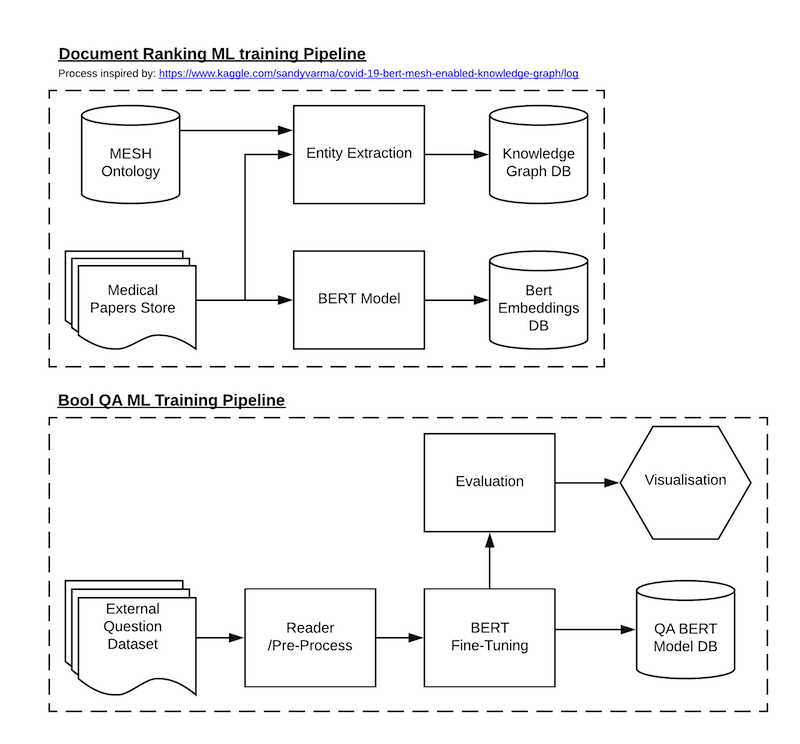 Document Ranking ML training Pipeline
Process inspired by: https://www.kaggle.com/sandyvarma/covid-19-bert-mesh-enabled-knowledge-graph/log
MESH
Ontology
Entity Extraction
Knowledge
Graph DB
Medical
Papers Store
BERT Model
Bert
Embeddings
DB
Bool QA ML Training Pipeline
Evaluation
Visualisation
External
Question
Dataset
Reader
/Pre-Process
BERT
Fine-Tuning
QA BERT
Model DB